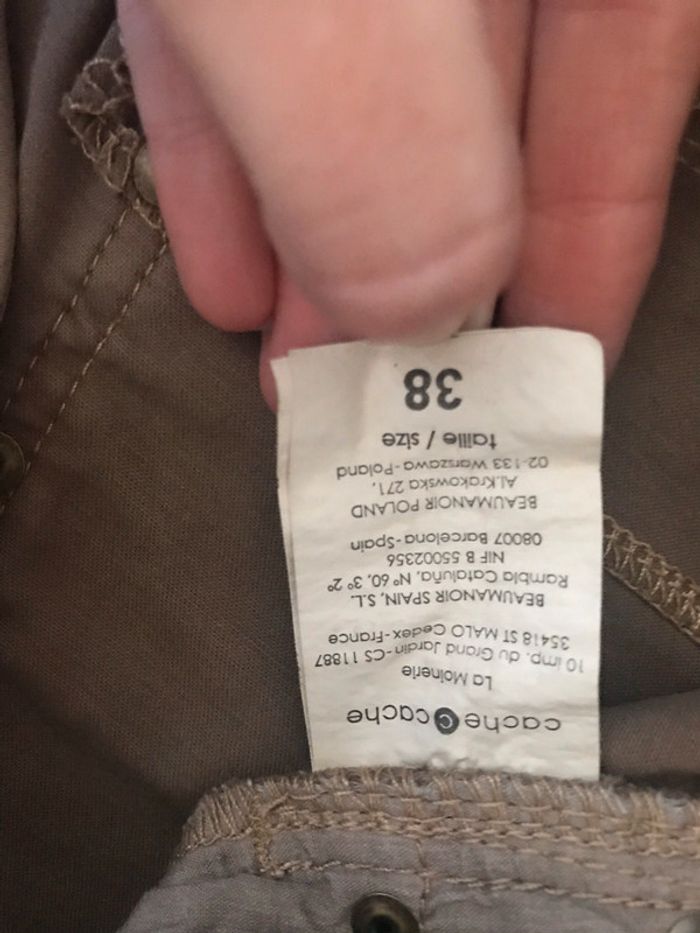 cache c cache
La Moinerie
10 imp. du Grand Jardin-CS 11887
35418 ST MALO Cedex-France
BEAUMANOIR SPAIN, S.L.
Rambla Cataluña, Nº 60, 3º 2º
NIF B 55002356
08007 Barcelona-Spain
BEAUMANOIR POLAND
Al.Krakowska 271,
02-133 Warszawa-Poland
taille / size
38